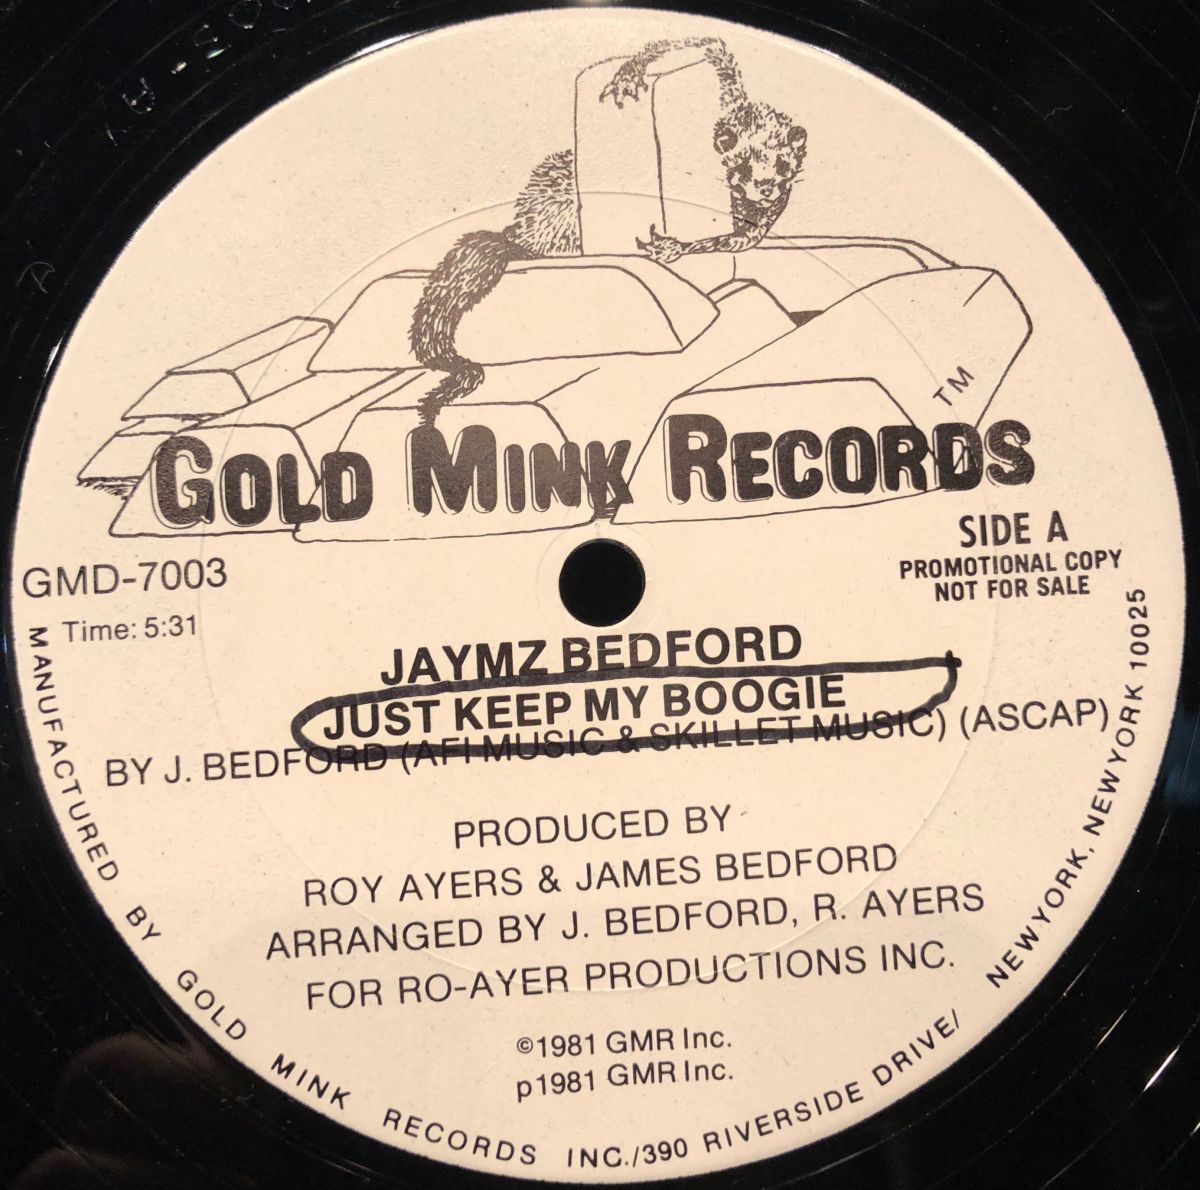 GOLD MINK RECORDS
TM
SIDE A
PROMOTIONAL COPY
NOT FOR SALE
GMD-7003
Time: 5:31
JAYMZ BEDFORD
JUST KEEP MY BOOGIE
BY J. BEDFORD (AFI MUSIC & SKILLET MUSIC) (ASCAP)
PRODUCED BY
ROY AYERS & JAMES BEDFORD
ARRANGED BY J. BEDFORD, R. AYERS
FOR RO-AYER PRODUCTIONS INC.
©1981 GMR Inc.
p1981 GMR Inc.
MANUFACTURED BY GOLD MINK RECORDS INC./390 RIVERSIDE DRIVE/ NEWYORK, NEWYORK 10025